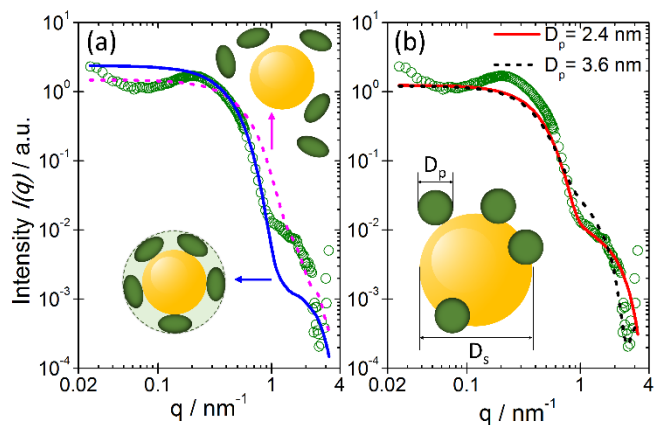 (a)
(b)
D_p = 2.4 nm
D_p = 3.6 nm
Intensity I(q) / a.u.
10^1
10^0
10^-1
10^-2
10^-3
10^-4
D_p
D_s
0.02 0.1 1 4
0.02 0.1 1 4
q / nm^-1
q / nm^-1